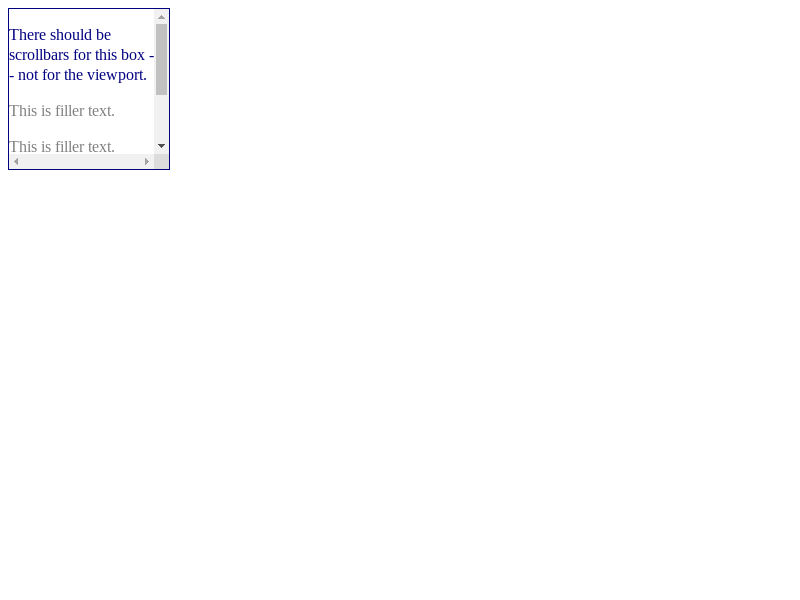 There should be
scrollbars for this box -
- not for the viewport.
This is filler text.
This is filler text.